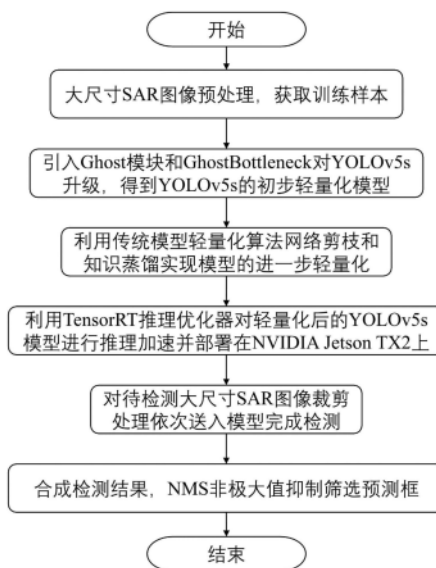 开始
大尺寸SAR图像预处理，获取训练样本
引入Ghost模块和GhostBottleneck对YOLOv5s
升级，得到YOLOv5s的初步轻量化模型
利用传统模型轻量化算法网络剪枝和
知识蒸馏实现模型的进一步轻量化
利用TensorRT推理优化器对轻量化后的YOLOv5s
模型进行推理加速并部署在NVIDIA Jetson TX2上
对待检测大尺寸SAR图像裁剪
处理依次送入模型完成检测
合成检测结果，NMS非极大值抑制筛选预测框
结束